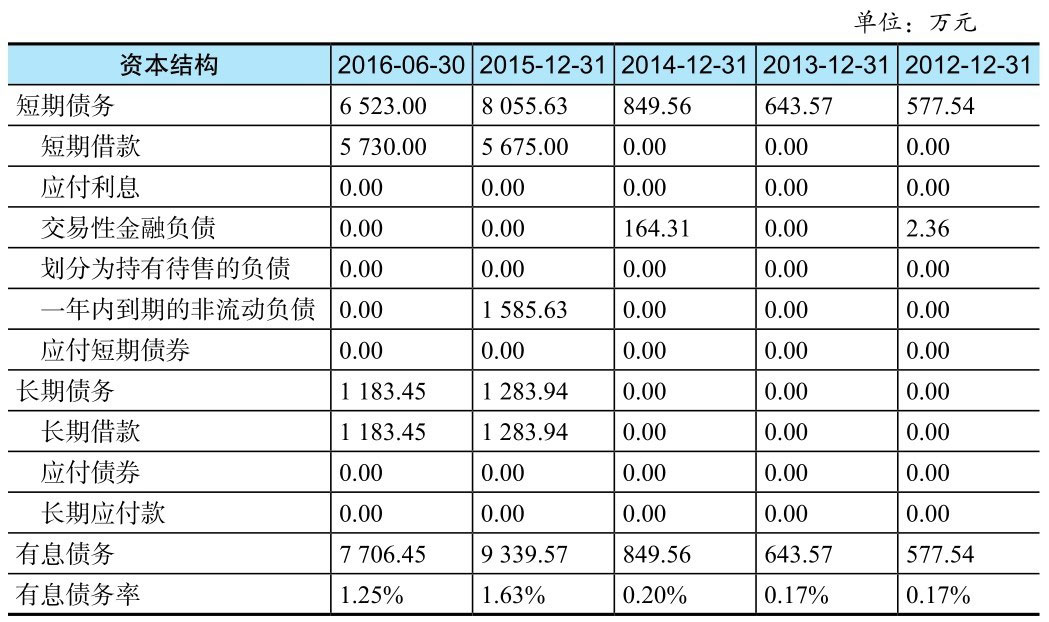 单位：万元
资本结构 2016-06-30 2015-12-31 2014-12-31 2013-12-31 2012-12-31
短期债务 6 523.00 8 055.63 849.56 643.57 577.54
短期借款 5 730.00 5 675.00 0.00 0.00 0.00
应付利息 0.00 0.00 0.00 0.00 0.00
交易性金融负债 0.00 0.00 164.31 0.00 2.36
划分为持有待售的负债 0.00 0.00 0.00 0.00 0.00
一年内到期的非流动负债 0.00 1 585.63 0.00 0.00 0.00
应付短期债券 0.00 0.00 0.00 0.00 0.00
长期债务 1 183.45 1 283.94 0.00 0.00 0.00
长期借款 1 183.45 1 283.94 0.00 0.00 0.00
应付债券 0.00 0.00 0.00 0.00 0.00
长期应付款 0.00 0.00 0.00 0.00 0.00
有息债务 7 706.45 9 339.57 849.56 643.57 577.54
有息债务率 1.25% 1.63% 0.20% 0.17% 0.17%